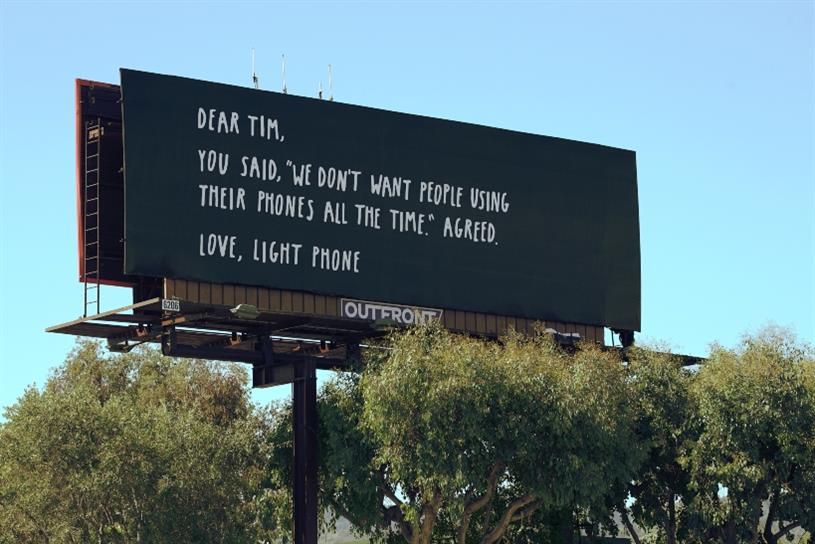 DEAR TIM,
YOU SAID, "WE DON'T WANT PEOPLE USING
THEIR PHONES ALL THE TIME." AGREED.
LOVE, LIGHT PHONE
6206
OUTFRONT